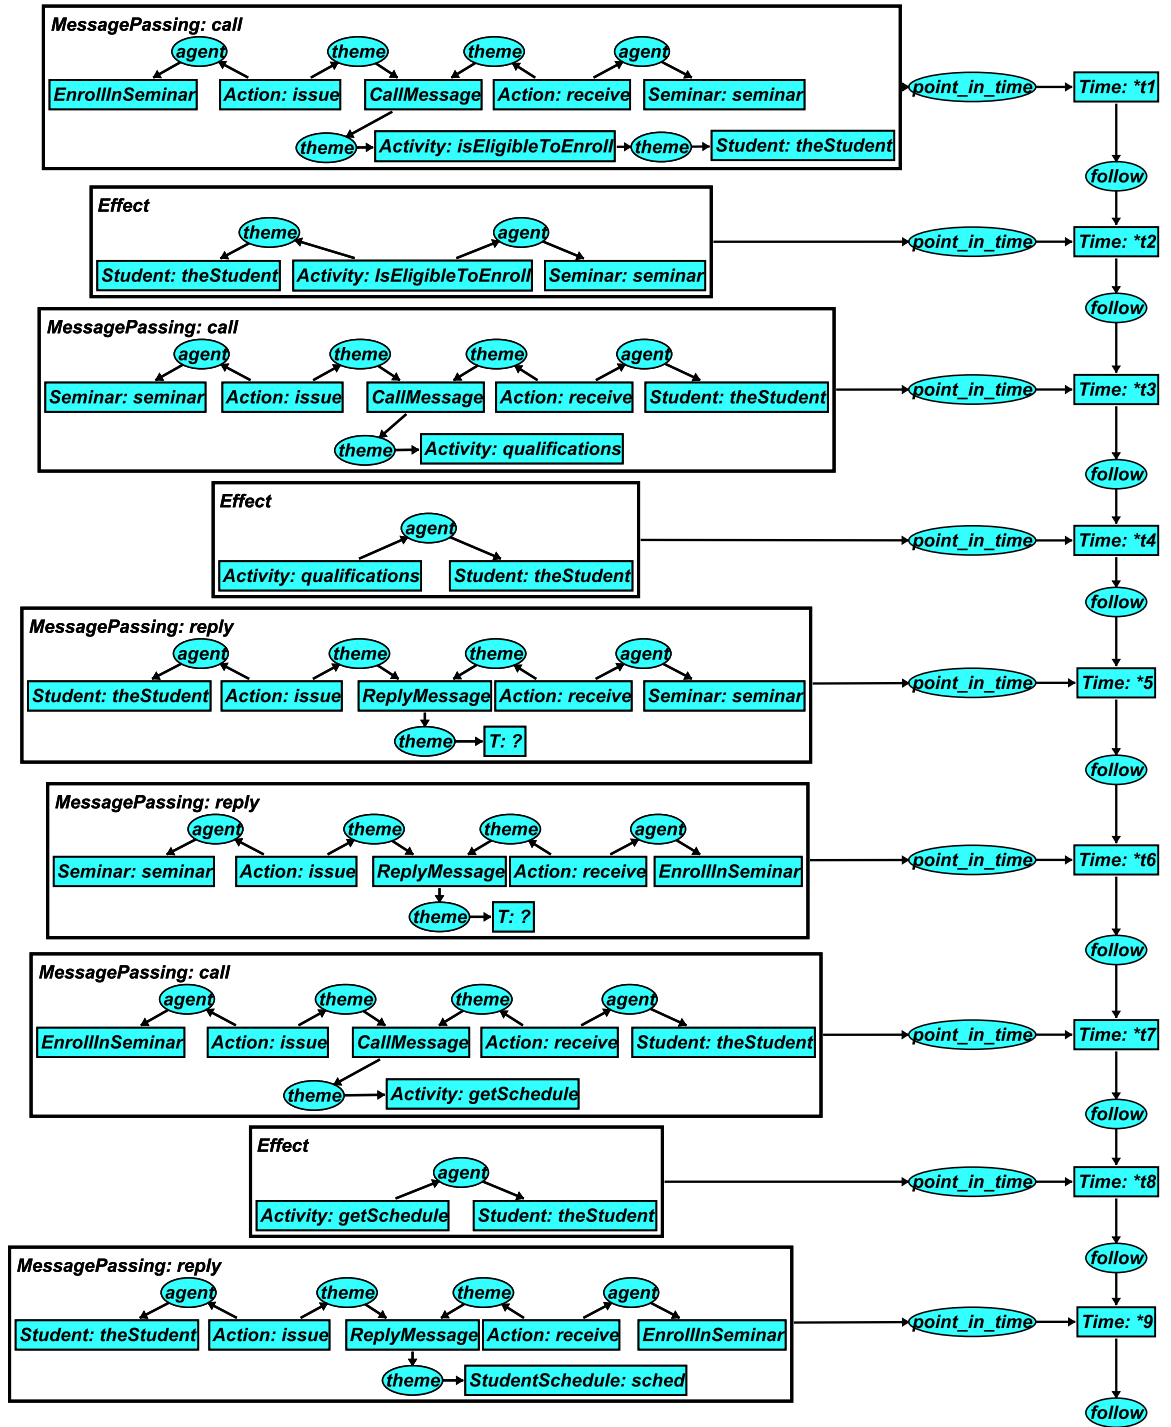 MessagePassing: call
agent theme theme agent
EnrollInSeminar Action: issue CallMessage Action: receive Seminar: seminar point_in_time Time: *t1
theme Activity: isEligibleToEnroll theme Student: theStudent
follow
Effect
theme agent
point_in_time Time: *t2
Student: theStudent Activity: IsEligibleToEnroll Seminar: seminar
follow
MessagePassing: call
agent theme theme agent
Seminar: seminar Action: issue CallMessage Action: receive Student: theStudent point_in_time Time: *t3
theme Activity: qualifications
follow
Effect
agent
point_in_time Time: *t4
Activity: qualifications Student: theStudent
follow
MessagePassing: reply
agent theme theme agent
Student: theStudent Action: issue ReplyMessage Action: receive Seminar: seminar point_in_time Time: *5
theme T: ?
follow
MessagePassing: reply
agent theme theme agent
Seminar: seminar Action: issue ReplyMessage Action: receive EnrollInSeminar point_in_time Time: *t6
theme T: ?
follow
MessagePassing: call
agent theme theme agent
EnrollInSeminar Action: issue CallMessage Action: receive Student: theStudent point_in_time Time: *t7
theme Activity: getSchedule
follow
Effect
agent
point_in_time Time: *t8
Activity: getSchedule Student: theStudent
follow
MessagePassing: reply
agent theme theme agent
Student: theStudent Action: issue ReplyMessage Action: receive EnrollInSeminar point_in_time Time: *9
theme StudentSchedule: sched
follow